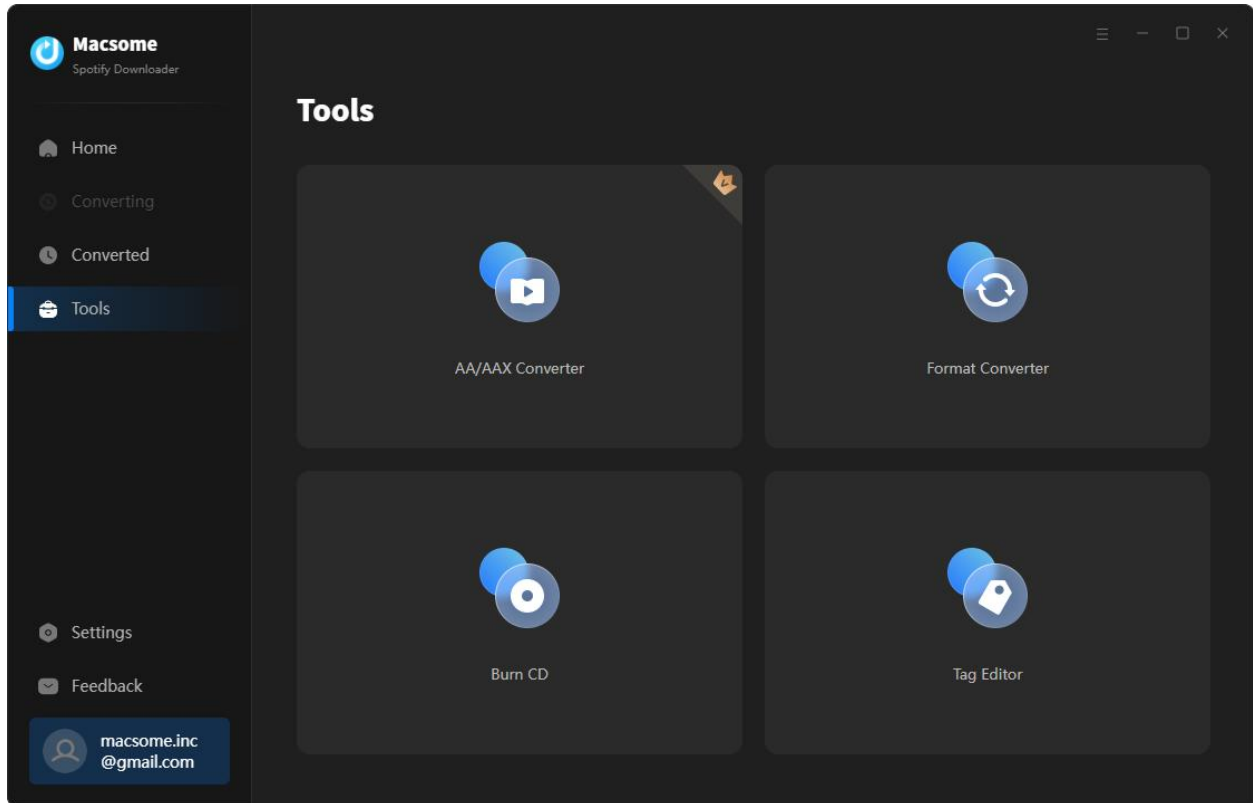 Macsome
Spotify Downloader
Home
Converting
Converted
Tools
Settings
Feedback
macsome.inc
@gmail.com
Tools
AA/AAX Converter
Format Converter
Burn CD
Tag Editor